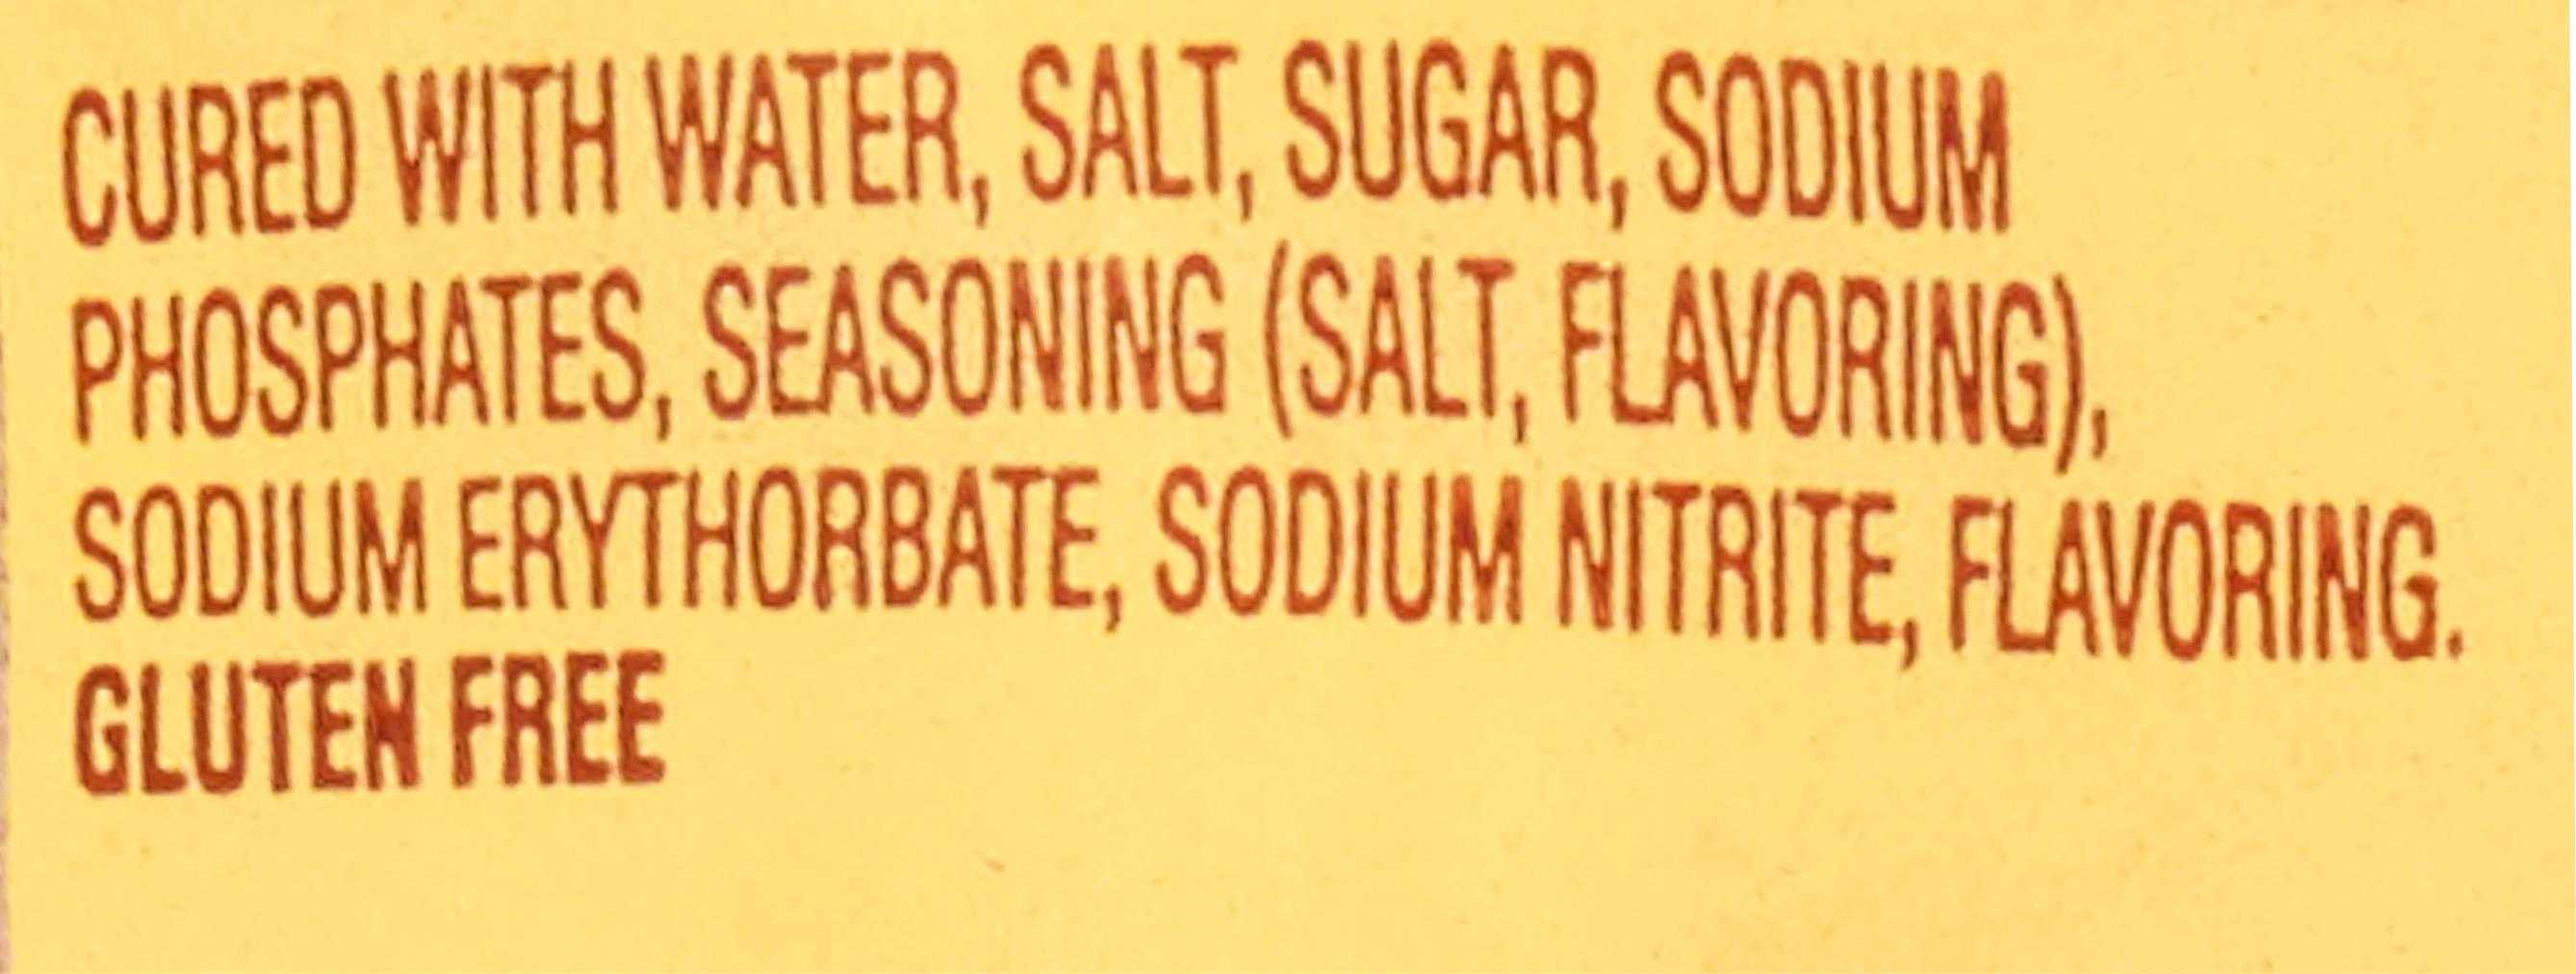 CURED WITH WATER, SALT, SUGAR, SODIUM
PHOSPHATES, SEASONING (SALT, FLAVORING),
SODIUM ERYTHORBATE, SODIUM NITRITE, FLAVORING.
GLUTEN FREE